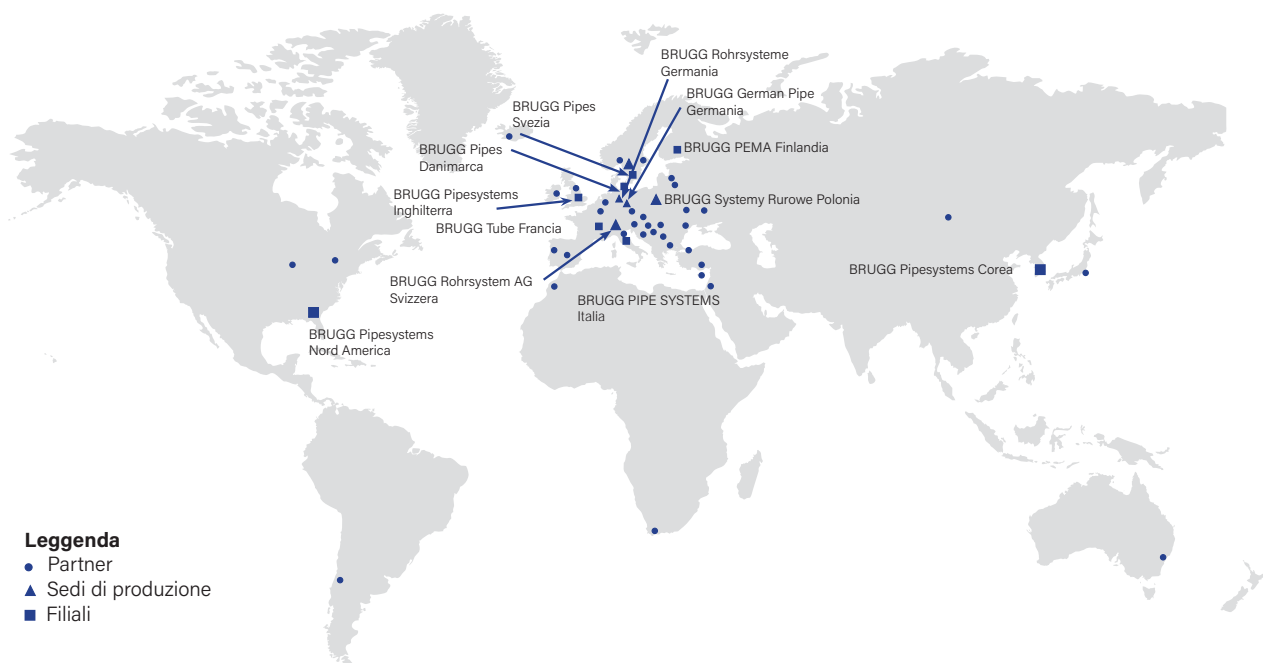 BRUGG Rohrsysteme
Germania
BRUGG German Pipe
Germania
BRUGG Pipes
Svezia
BRUGG Pipes
Danimarca
BRUGG PEMA Finlandia
BRUGG Pipesystems
Inghilterra
BRUGG Systemy Rurowe Polonia
BRUGG Tube Francia
BRUGG Rohrsystem AG
Svizzera
BRUGG PIPE SYSTEMS
Italia
BRUGG Pipesystems Corea
BRUGG Pipesystems
Nord America
Leggenda
Partner
Sedi di produzione
Filiali